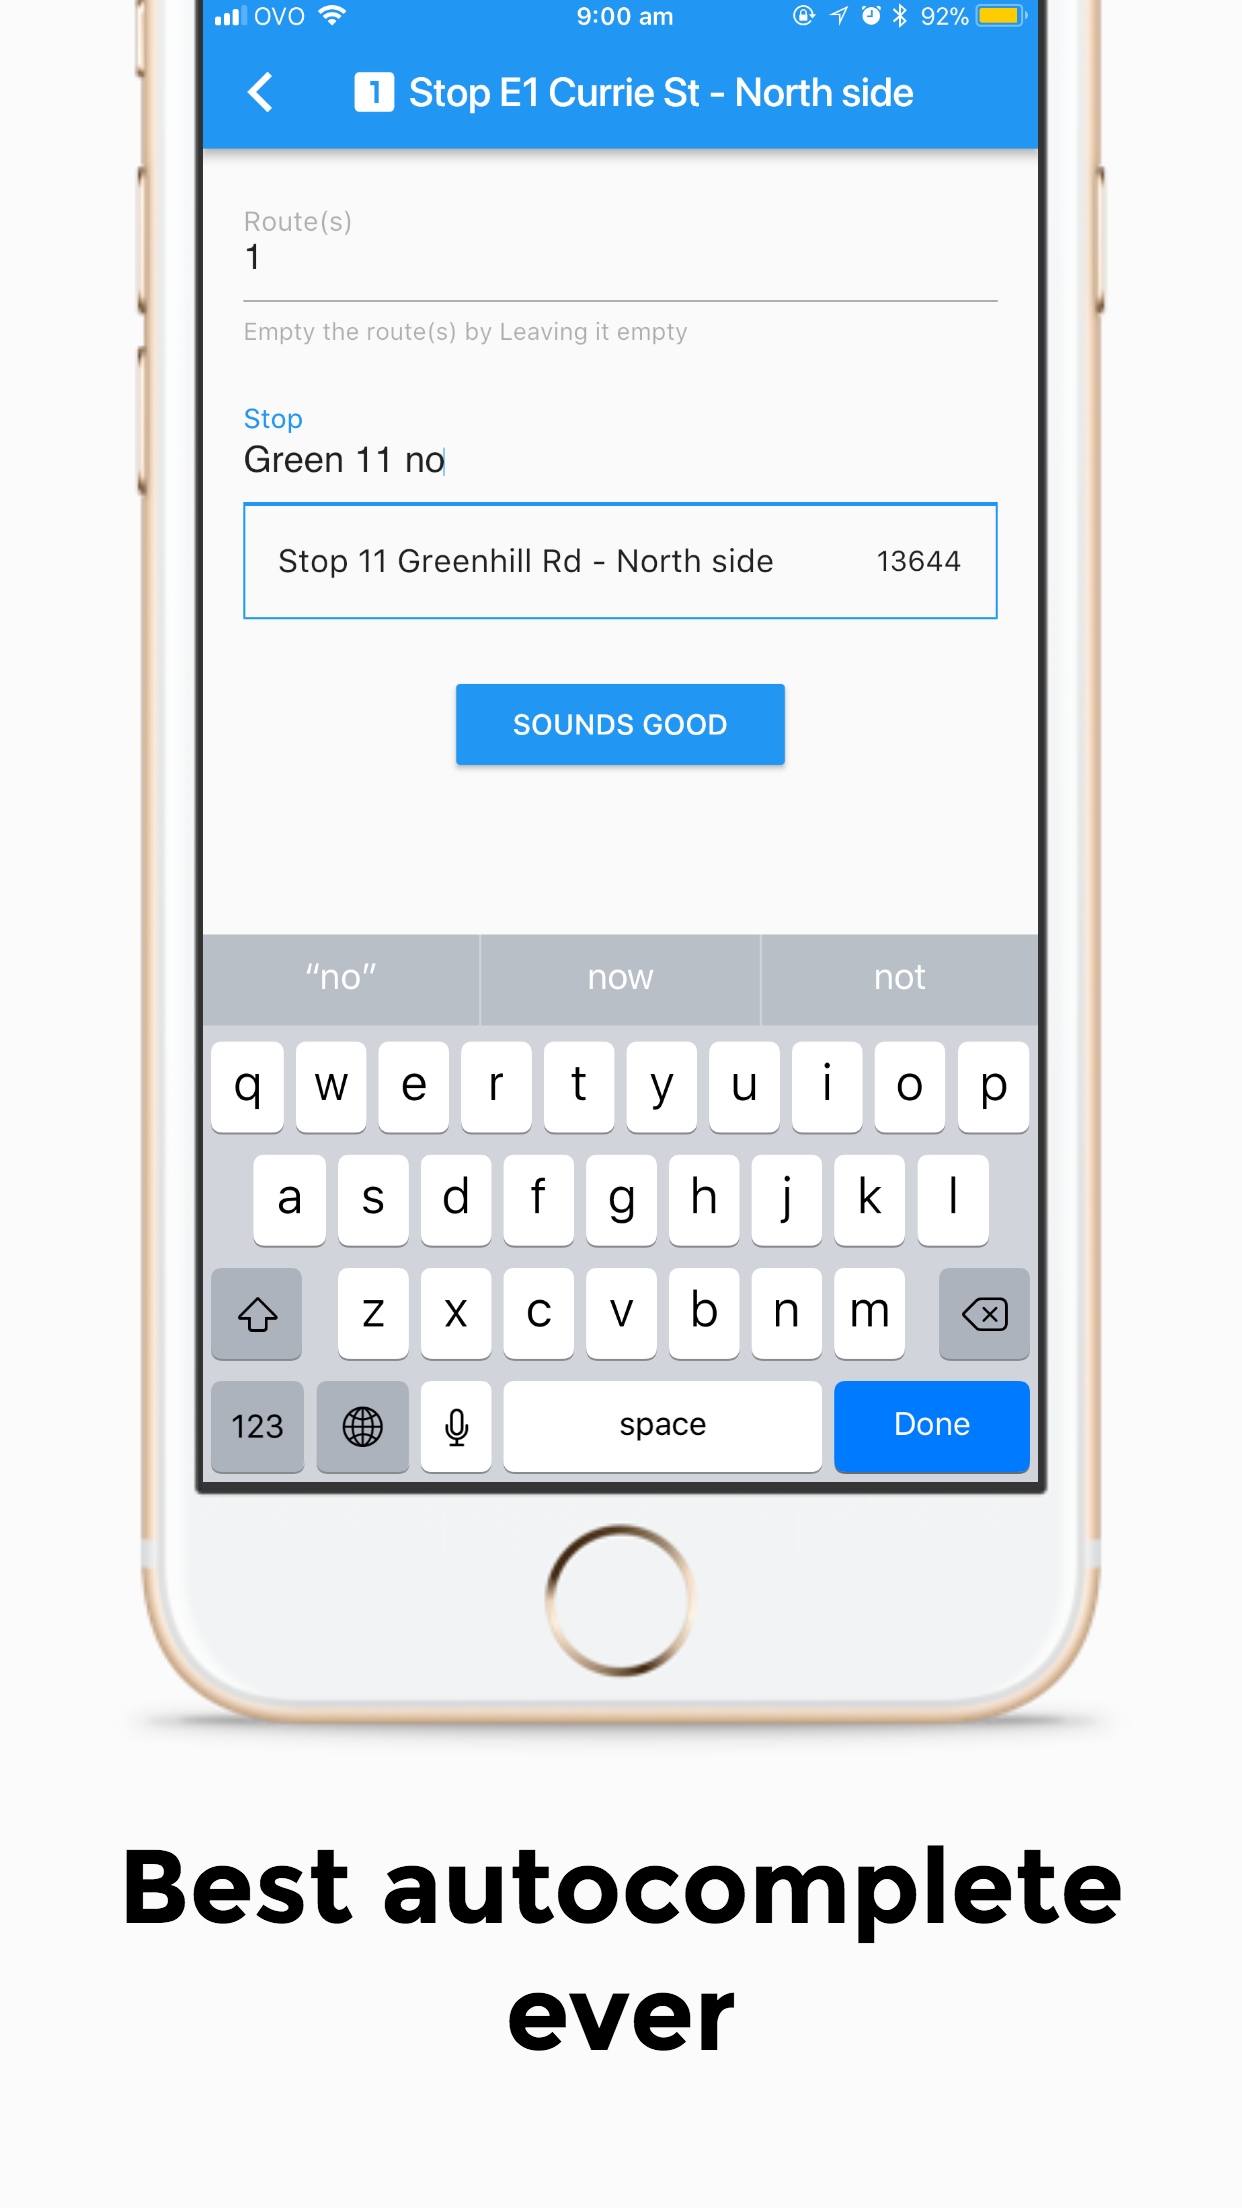 OVO 9:00 am 92%
1 Stop E1 Currie St - North side
Route(s)
1
Empty the route(s) by Leaving it empty
Stop
Green 11 no
Stop 11 Greenhill Rd - North side 13644
SOUNDS GOOD
“no” now not
q w e r t y u i o p
a s d f g h j k l
z x c v b n m
123 space Done
Best autocomplete
ever